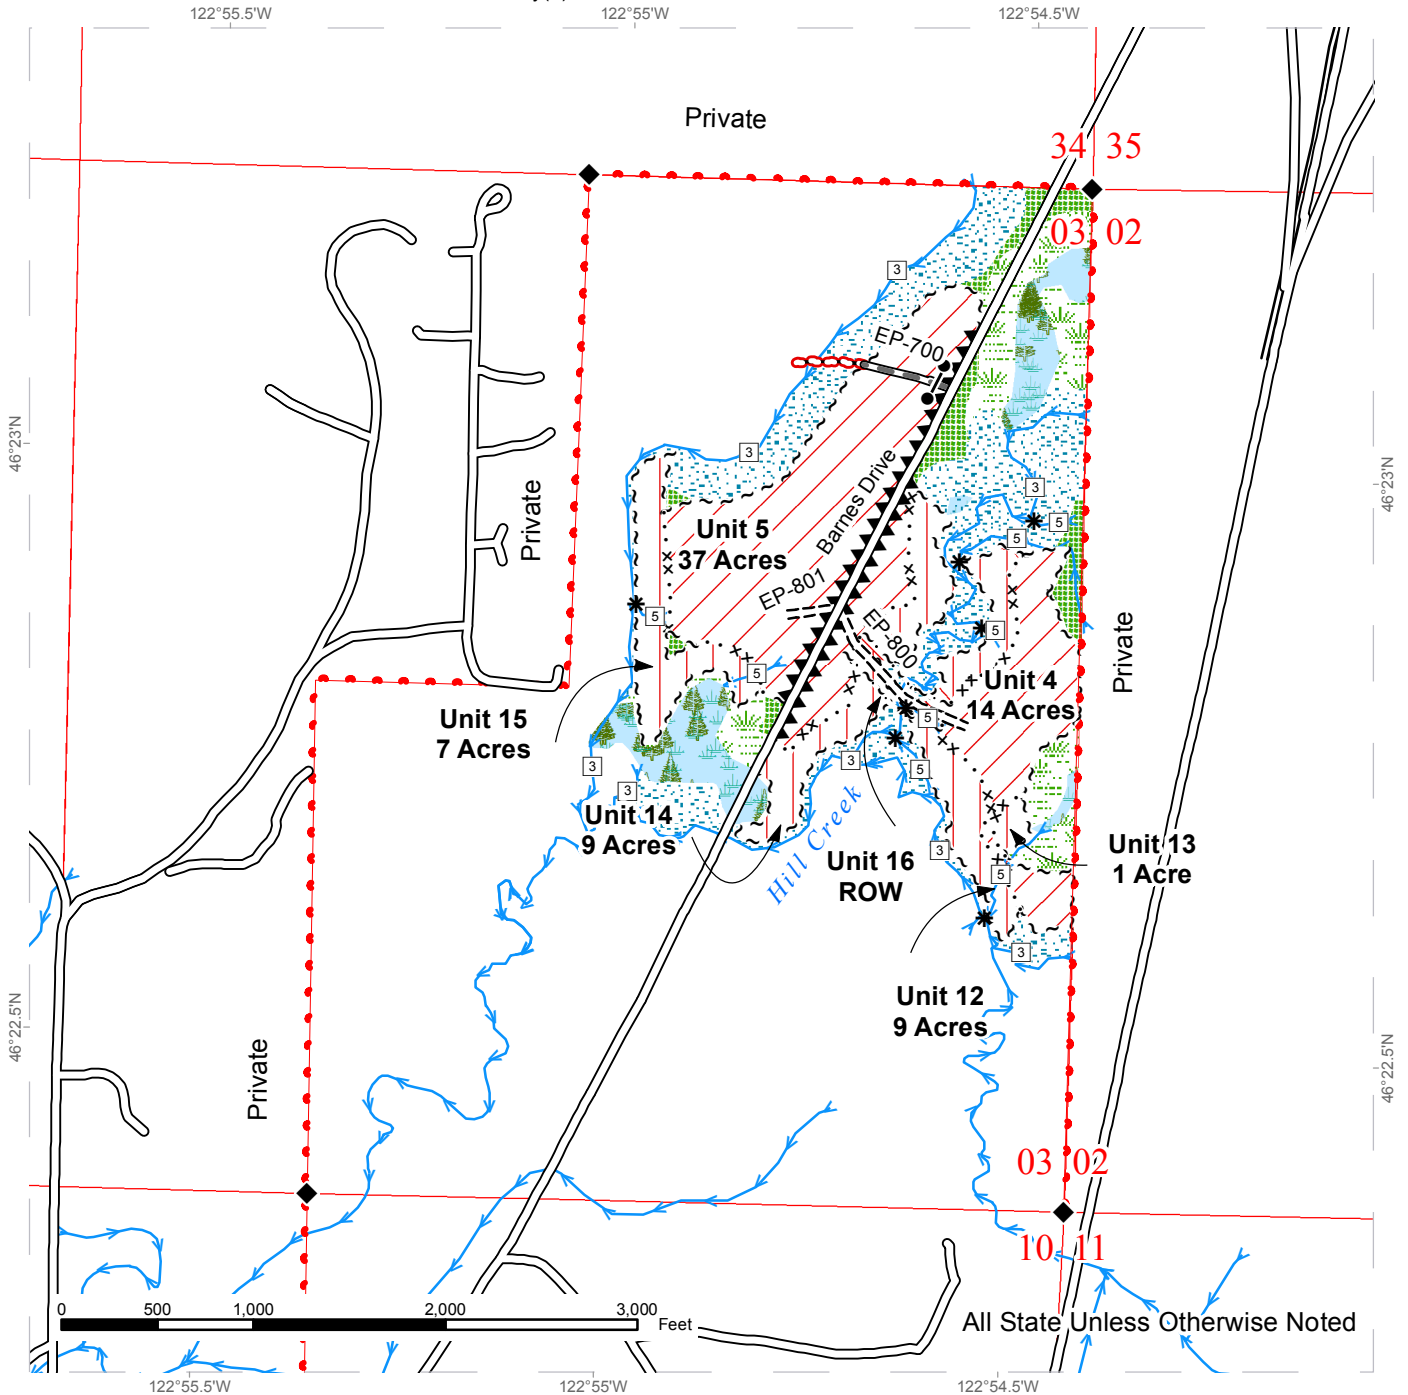 122°55.5'W
122°55'W
122°54.5'W
Private
34
35
03
02
3
EP-700
46°23'N
3
Barnes Drive
46°23'N
3
Private
5
5
Unit 5
37 Acres
EP-801
5
5
EP-800
Private
5
Unit 4
14 Acres
5
Unit 15
7 Acres
3
3
5
3
Unit 14
9 Acres
Hill Creek
3
Unit 13
1 Acre
Unit 16
ROW
5
3
Unit 12
9 Acres
46°22.5'N
46°22.5'N
Private
03
02
10
11
0
500
1,000
2,000
3,000
Feet
All State Unless Otherwise Noted
122°55.5'W
122°55'W
122°54.5'W